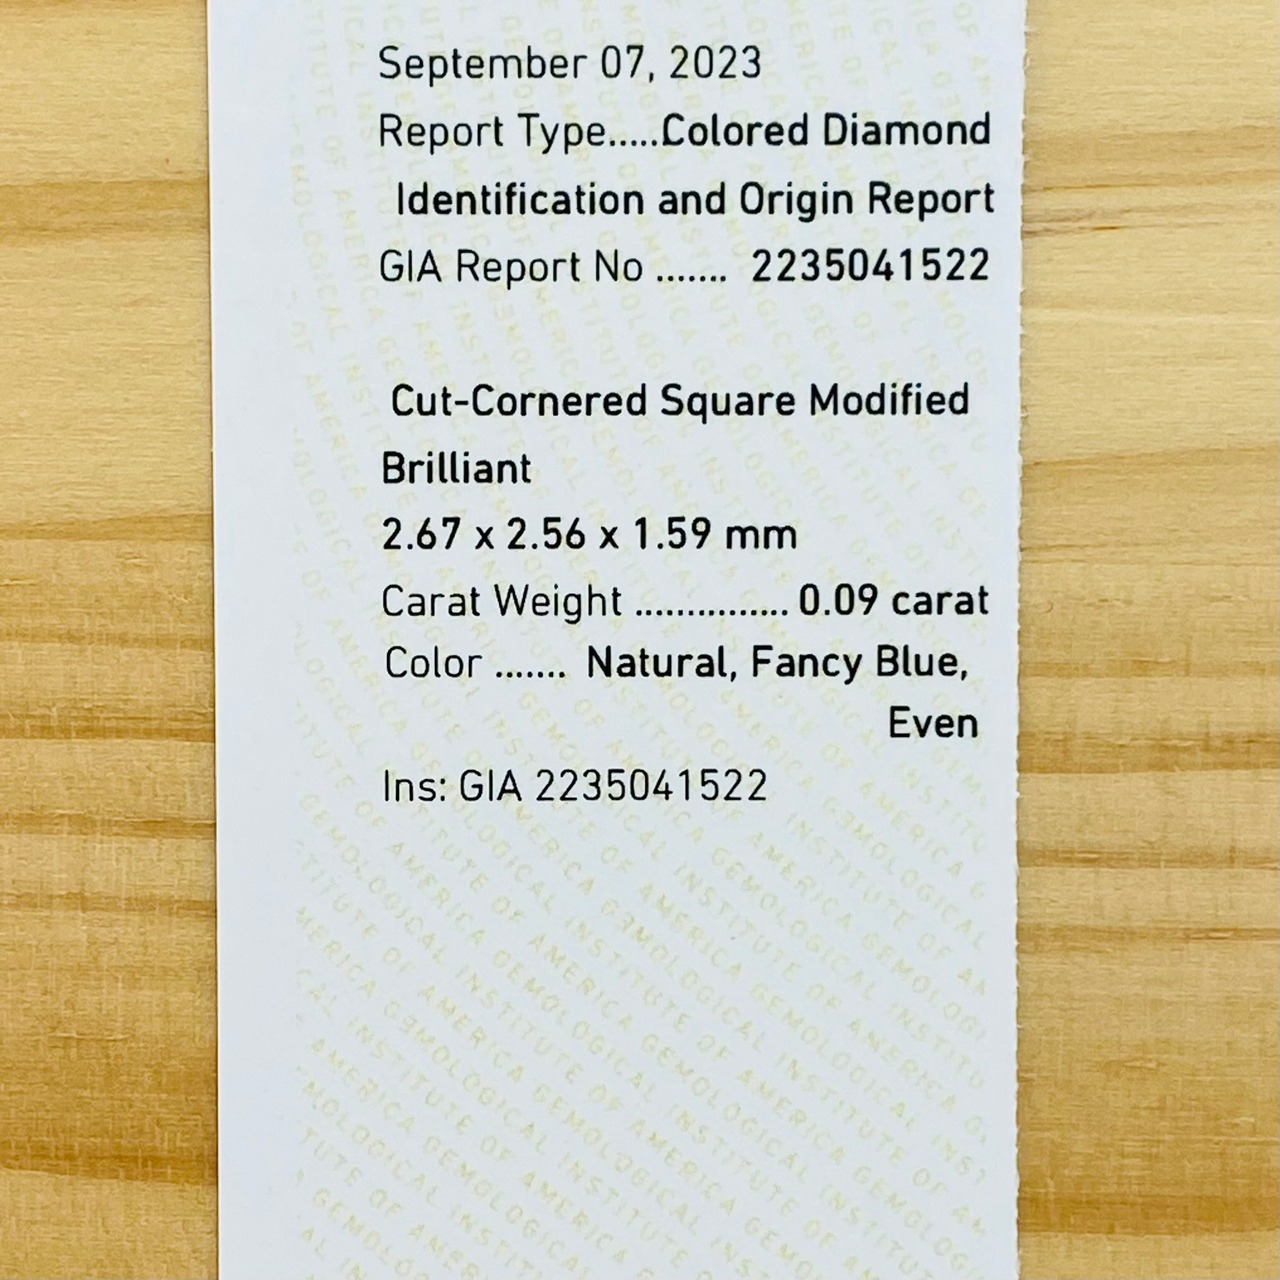 September 07, 2023
Report Type.....Colored Diamond
Identification and Origin Report
GIA Report No ....... 2235041522
Cut-Cornered Square Modified
Brilliant
2.67 x 2.56 x 1.59 mm
Carat Weight ............... 0.09 carat
Color ....... Natural, Fancy Blue,
Even
Ins: GIA 2235041522